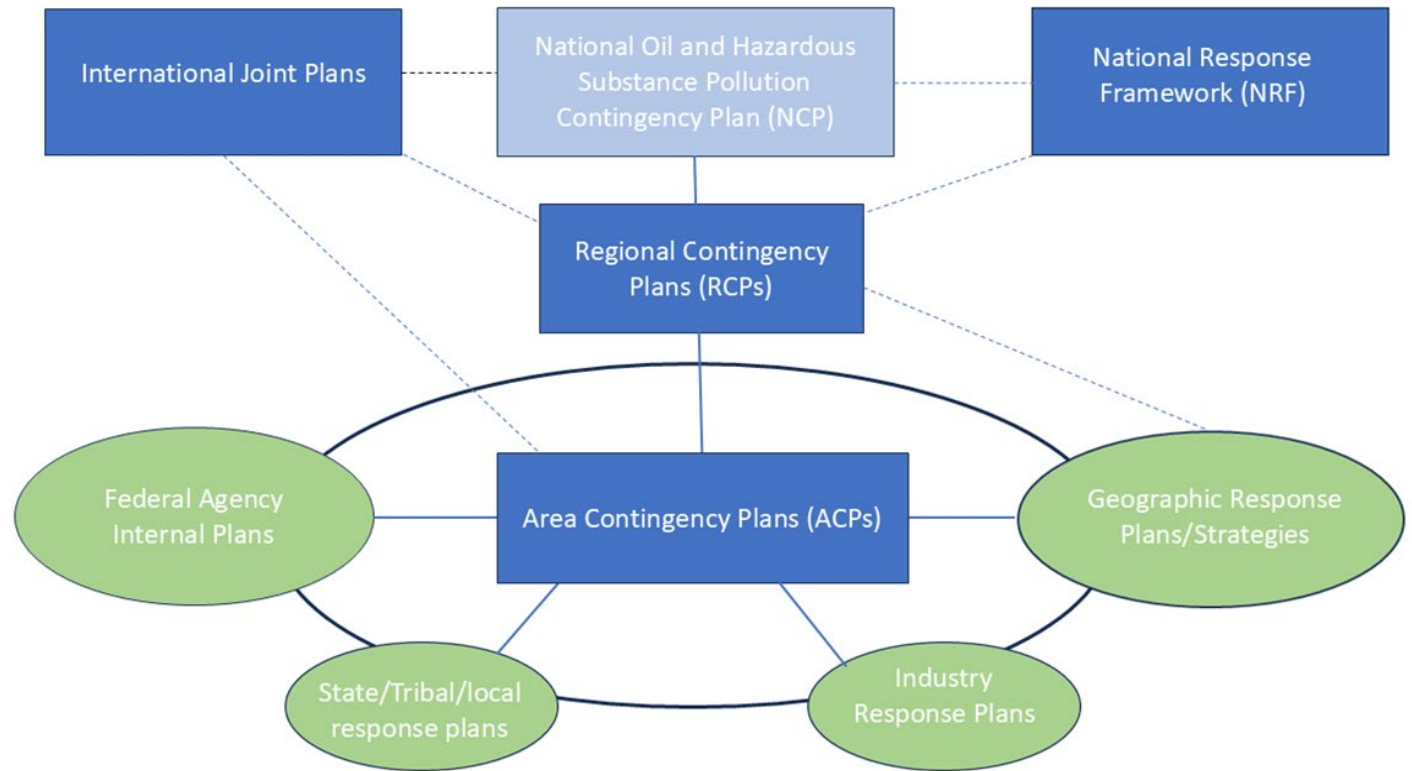 International Joint Plans
National Oil and Hazardous
Substance Pollution
Contingency Plan (NCP)
National Response
Framework (NRF)
Regional Contingency
Plans (RCPs)
Federal Agency
Internal Plans
Area Contingency Plans (ACPs)
Geographic Response
Plans/Strategies
State/Tribal/local
response plans
Industry
Response Plans